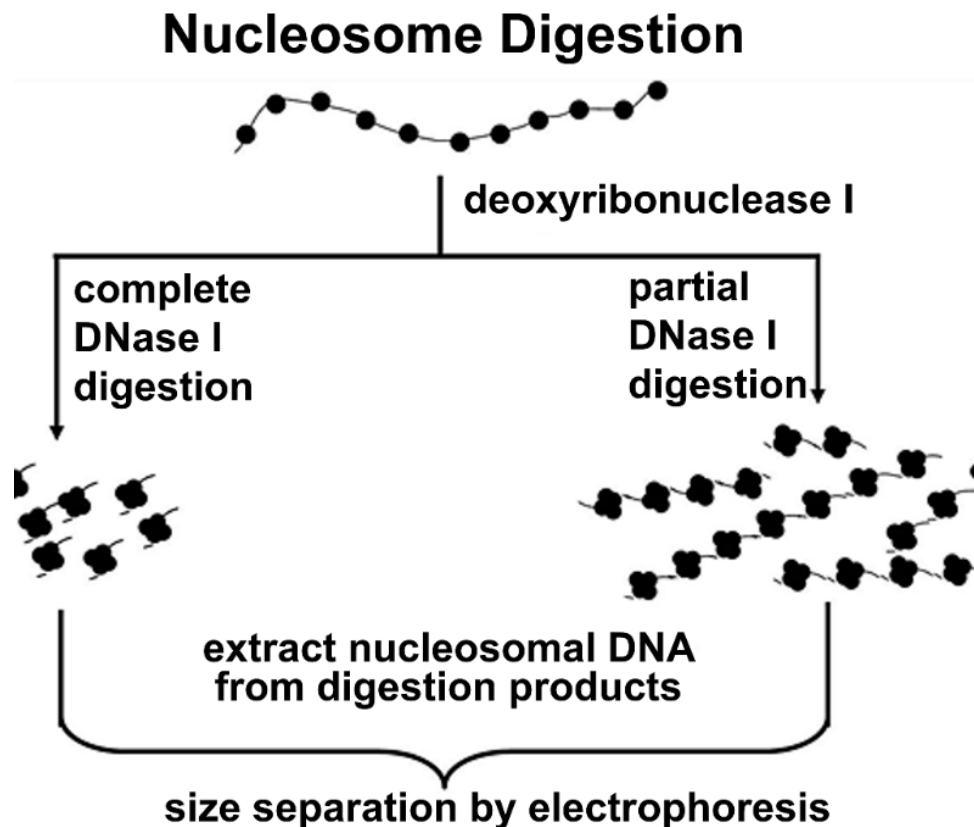 Nucleosome Digestion
deoxyribonuclease I
complete
DNase I
digestion
partial
DNase I
digestion
extract nucleosomal DNA
from digestion products
size separation by electrophoresis